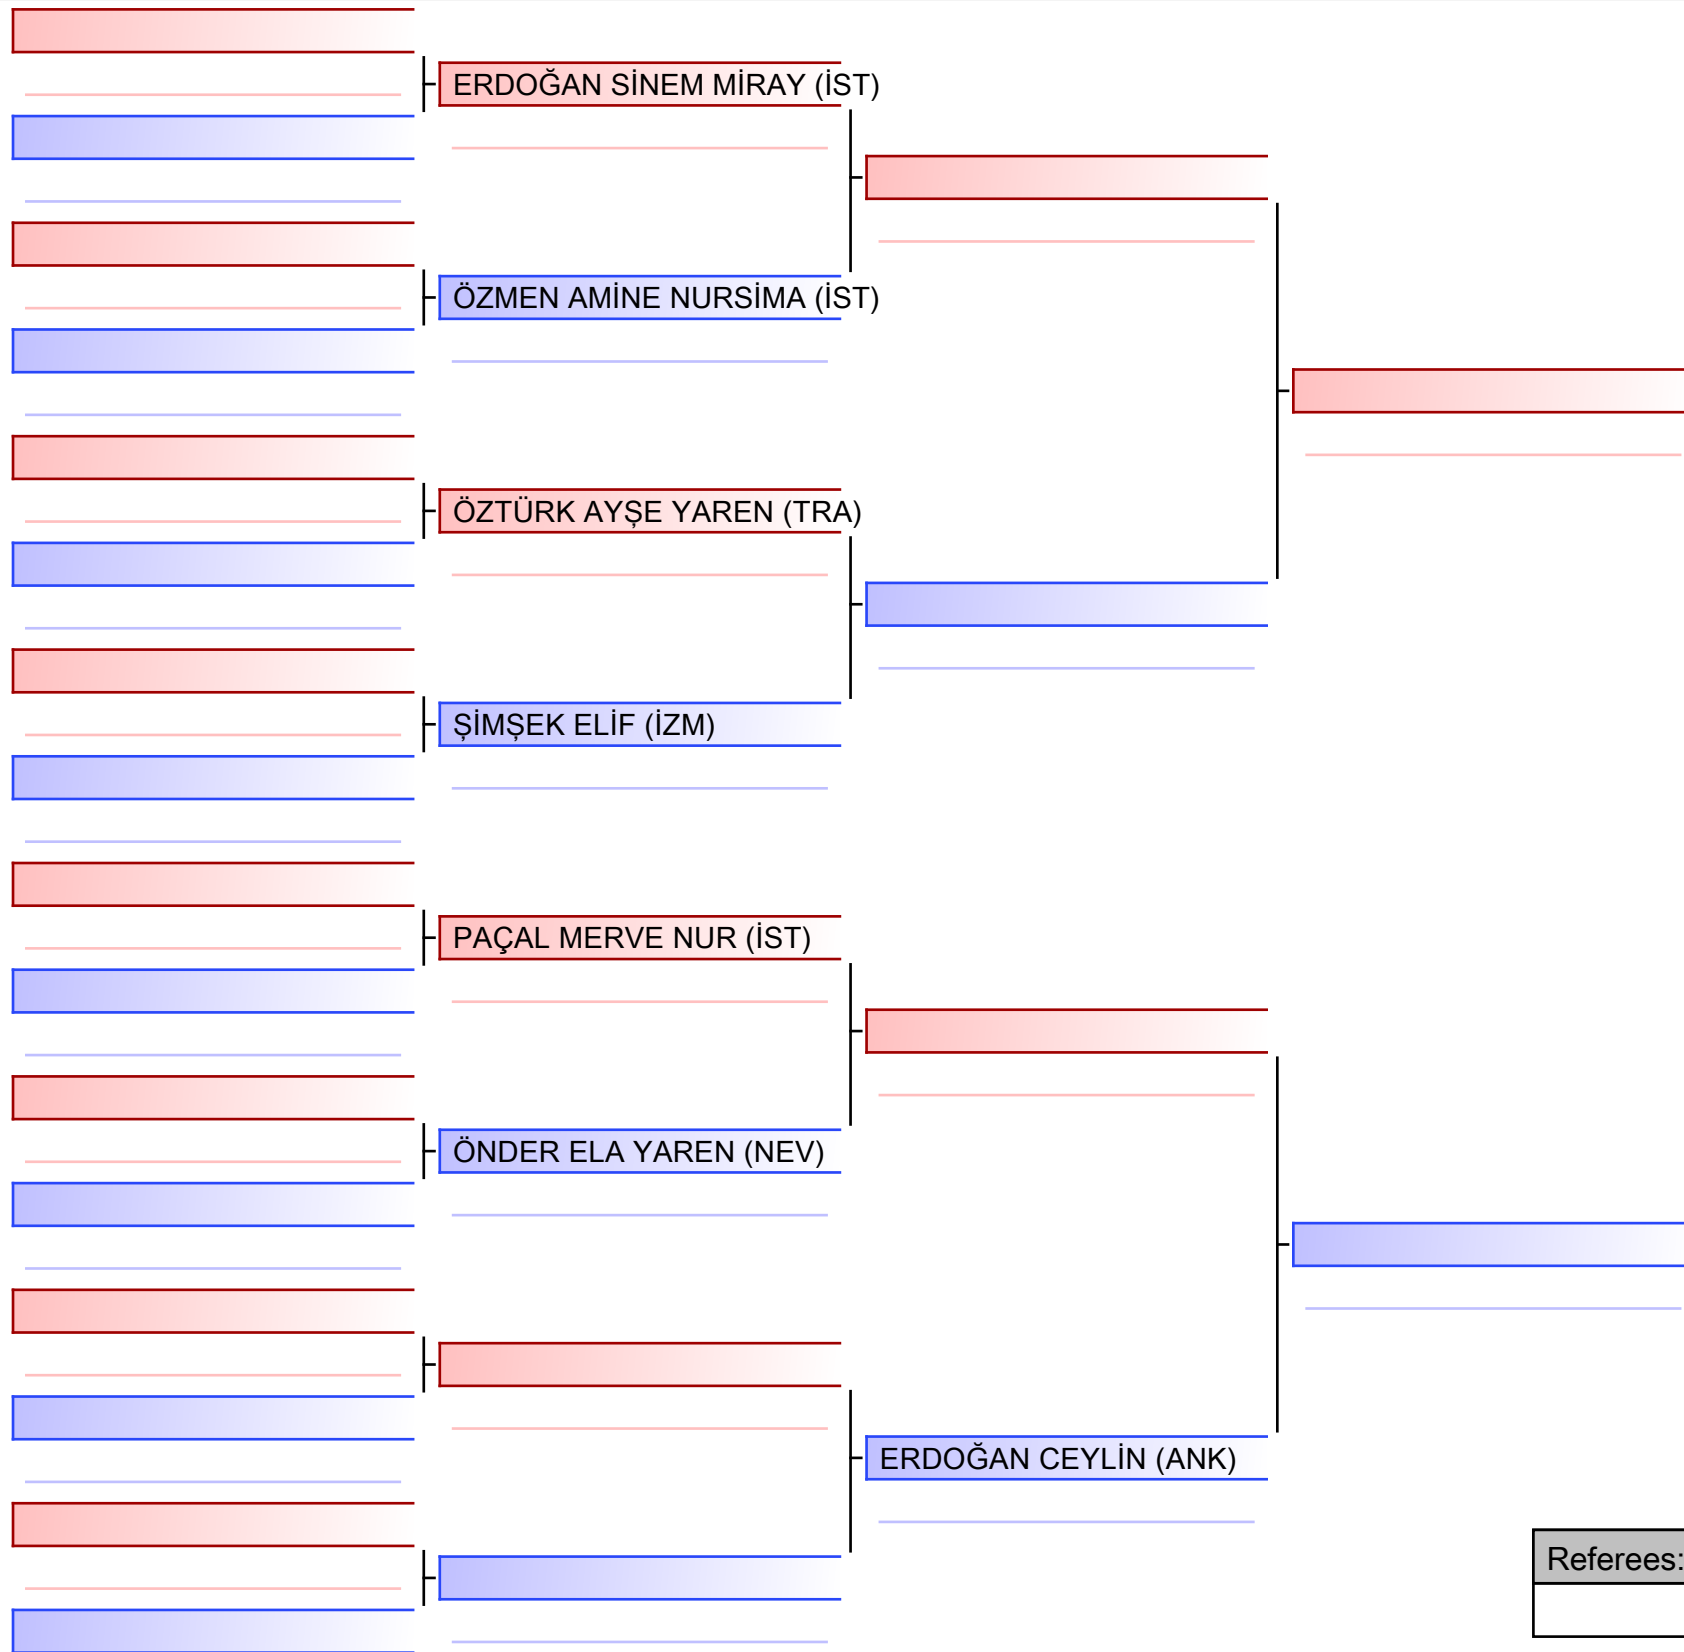 ERDOĞAN SİNEM MİRAY (İST)
ÖZMEN AMİNE NURSİMA (İST)
ÖZTÜRK AYŞE YAREN (TRA)
ŞİMŞEK ELİF (İZM)
PAÇAL MERVE NUR (İST)
ÖNDER ELA YAREN (NEV)
ERDOĞAN CEYLİN (ANK)
Referees: